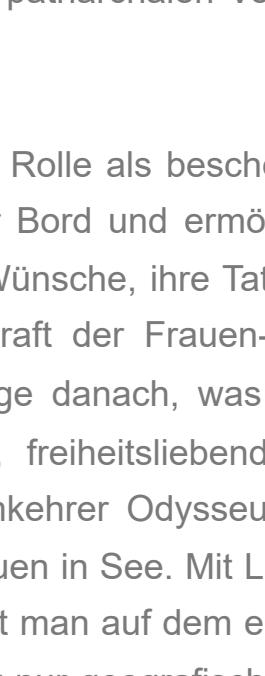 Rolle als besch
Bord und ermö
Wünsche, ihre Tat
raft der Frauen-
ge danach, was
, freiheitsliebend
nkehrer Odysseu
uen in See. Mit L
t man auf dem e